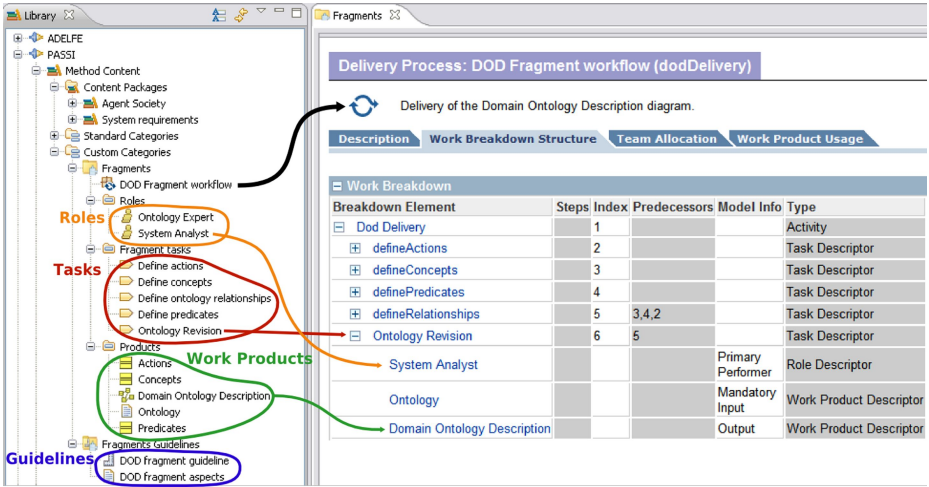 Library
ADELFE
PASSI
Method Content
Content Packages
Agent Society
System requirements
Standard Categories
Custom Categories
Fragments
DOD Fragment workflow
Roles
Roles
Ontology Expert
System Analyst
Fragment tasks
Tasks
Define actions
Define concepts
Define ontology relationships
Define predicates
Ontology Revision
Products
Work Products
Actions
Concepts
Domain Ontology Description
Ontology
Predicates
Fragments Guidelines
Guidelines
DOD fragment guideline
DOD fragment aspects
Fragments
Delivery Process: DOD Fragment workflow (dodDelivery)
Delivery of the Domain Ontology Description diagram.
Description Work Breakdown Structure Team Allocation Work Product Usage
Work Breakdown
Breakdown Element Steps Index Predecessors Model Info Type
Dod Delivery 1 Activity
defineActions 2 Task Descriptor
defineConcepts 3 Task Descriptor
definePredicates 4 Task Descriptor
defineRelationships 5 3,4,2 Task Descriptor
Ontology Revision 6 5 Task Descriptor
System Analyst Primary Performer Role Descriptor
Ontology Mandatory Input Work Product Descriptor
Domain Ontology Description Output Work Product Descriptor